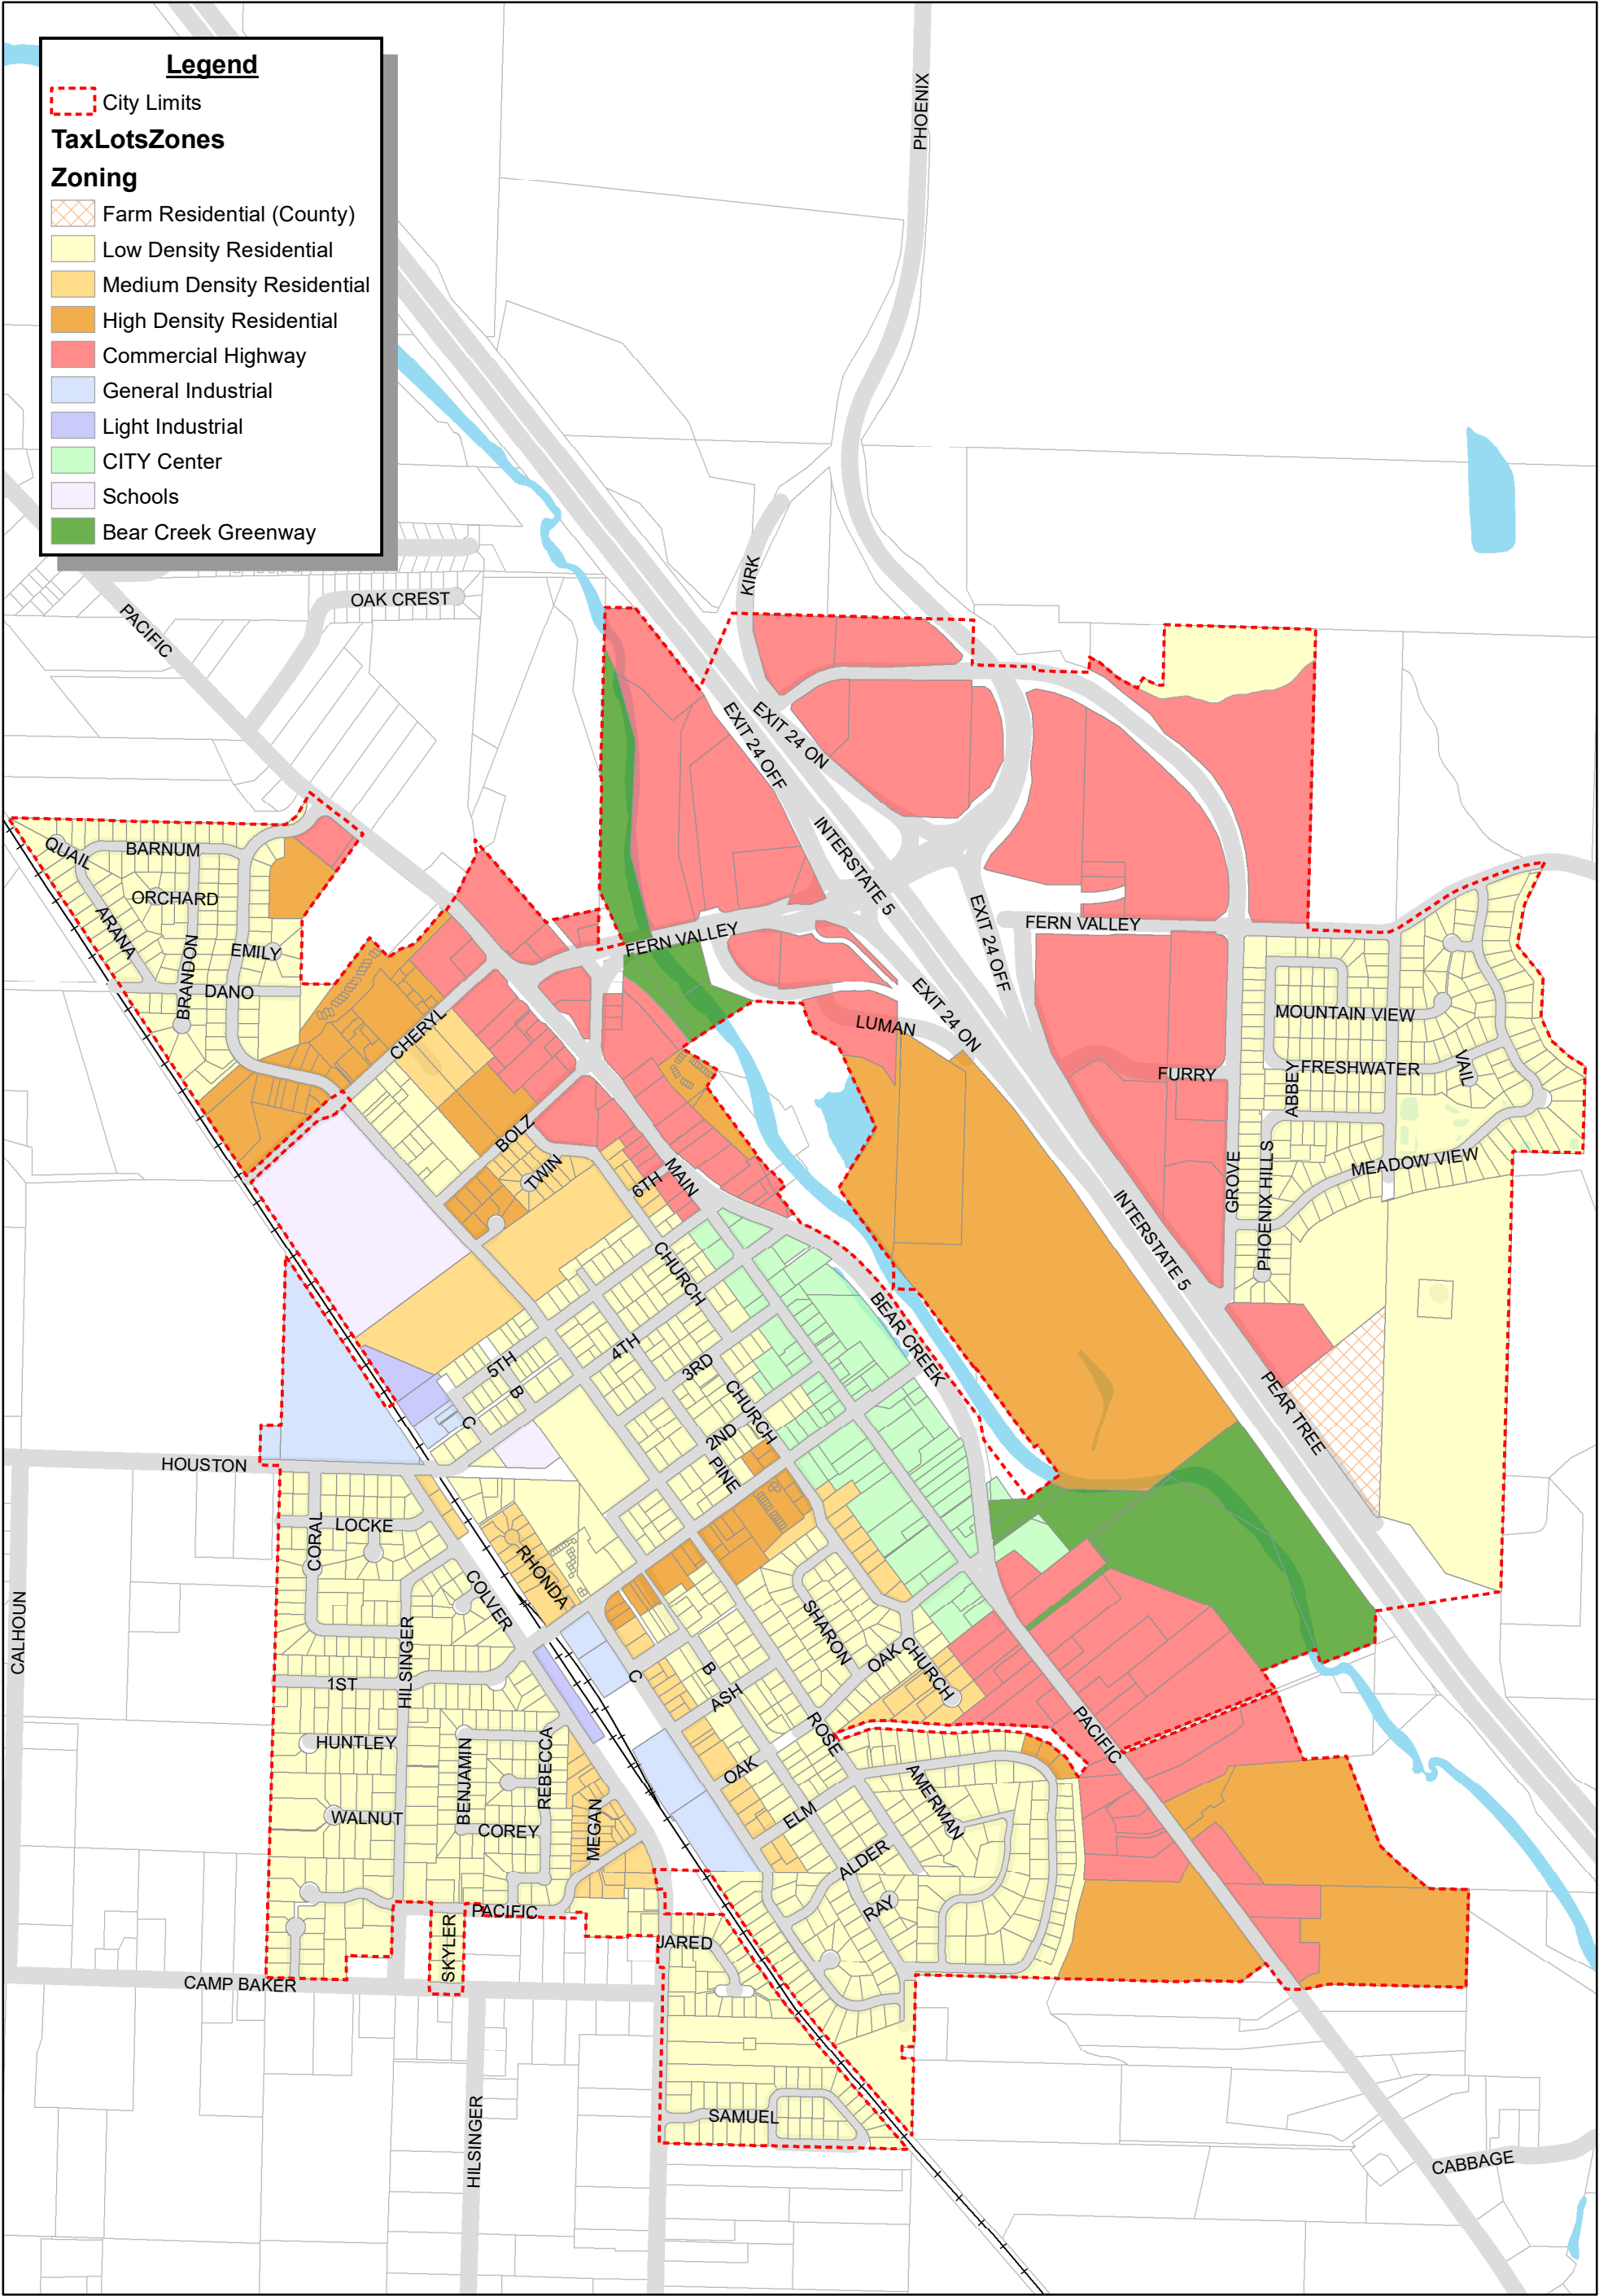 Legend
City Limits
TaxLotsZones
Zoning
Farm Residential (County)
Low Density Residential
Medium Density Residential
High Density Residential
Commercial Highway
General Industrial
Light Industrial
CITY Center
Schools
Bear Creek Greenway
PHOENIX
KIRK
OAK CREST
PACIFIC
EXIT 24 ON
EXIT 24 OFF
INTERSTATE 5
QUAIL
BARNUM
ORCHARD
ARANA
EMILY
BRANDON
DANO
FERN VALLEY
EXIT 24 OFF
FERN VALLEY
EXIT 24 ON
LUMAN
CHERYL
MOUNTAIN VIEW
FRESHWATER
VAIL
FURRY
ABBEY
BOLZ
TWIN
6TH
MAIN
GROVE
PHOENIX HILLS
MEADOW VIEW
INTERSTATE 5
CHURCH
BEAR CREEK
4TH
5TH
3RD
B
C
CHURCH
2ND
PINE
PEAR TREE
HOUSTON
LOCKE
CORAL
RHONDA
COLVER
CALHOUN
HILSINGER
1ST
SHARON
OAK
CHURCH
C
B
ASH
ROSE
PACIFIC
HUNTLEY
BENJAMIN
REBECCA
OAK
AMERMAN
WALNUT
COREY
MEGAN
ELM
ALDER
RAY
PACIFIC
SKYLER
JARED
CAMP BAKER
SAMUEL
HILSINGER
CABBAGE